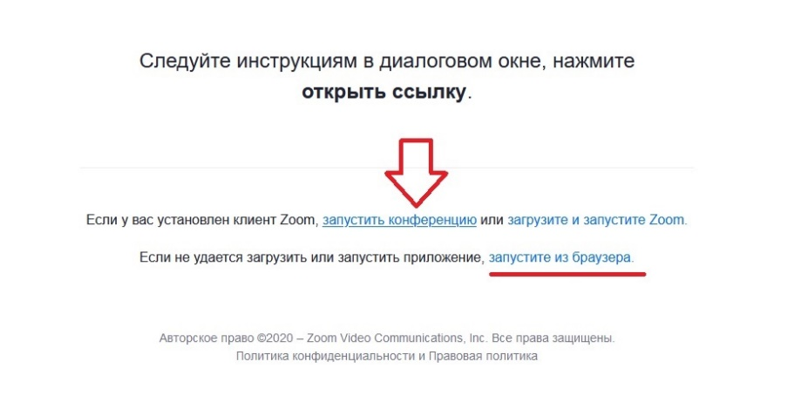 Следуйте инструкциям в диалоговом окне, нажмите
открыть ссылку.
Если у вас установлен клиент Zoom, запустить конференцию или загрузите и запустите Zoom.
Если не удается загрузить или запустить приложение, запустите из браузера.
Авторское право ©2020 – Zoom Video Communications, Inc. Все права защищены.
Политика конфиденциальности и Правовая политика